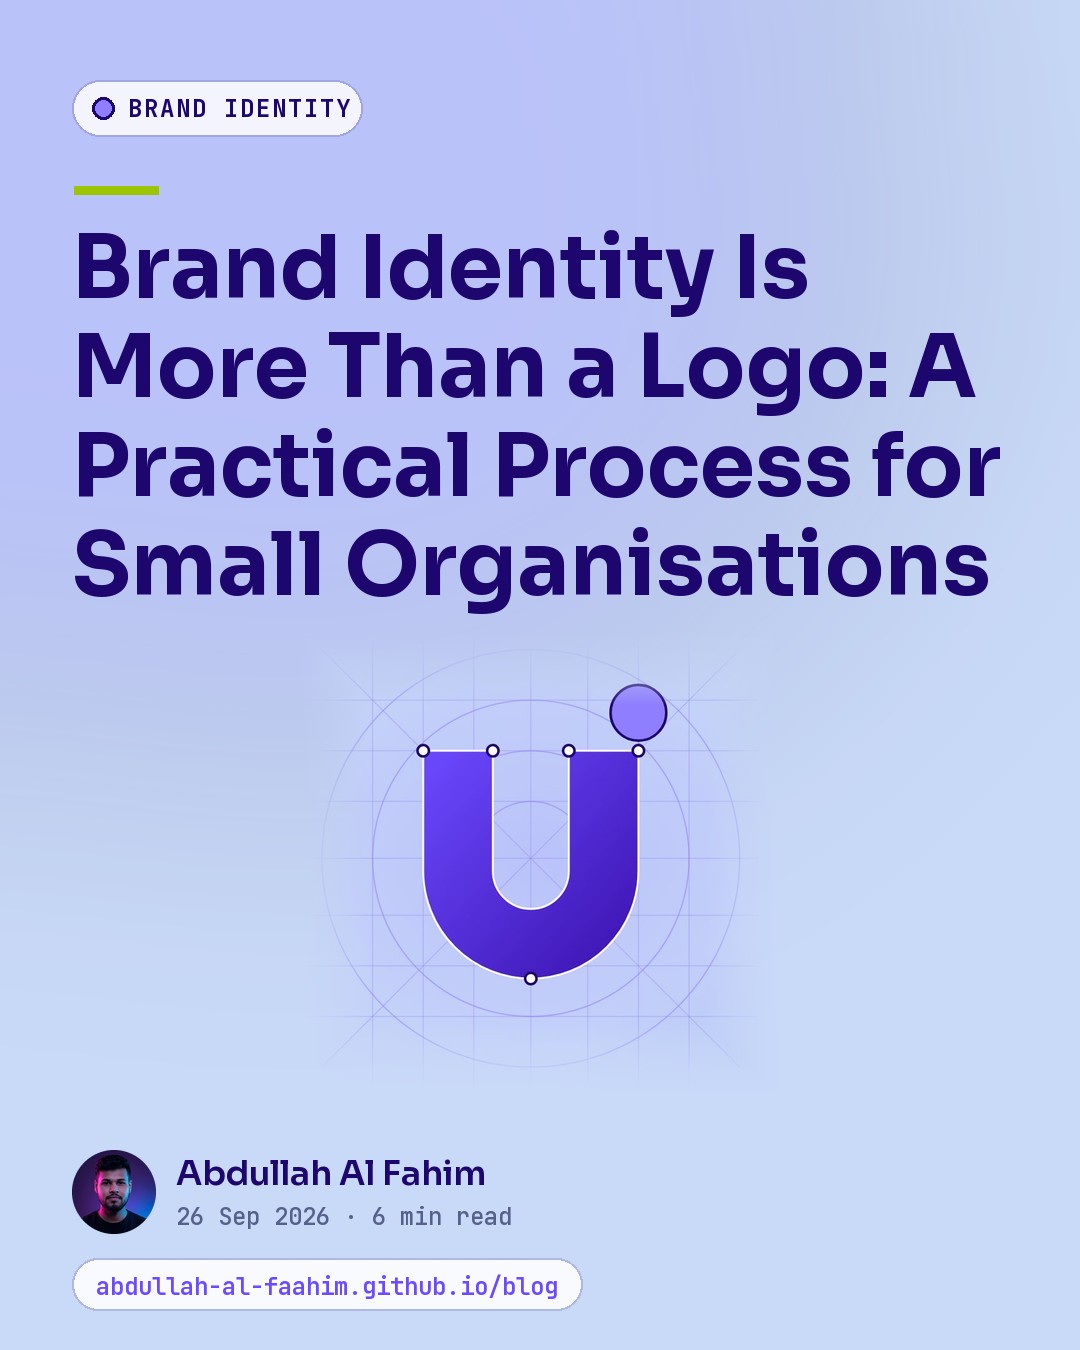 BRAND IDENTITY
Brand Identity Is
More Than a Logo: A
Practical Process for
Small Organisations
Abdullah Al Fahim
26 Sep 2026 · 6 min read
abdullah-al-faahim.github.io/blog